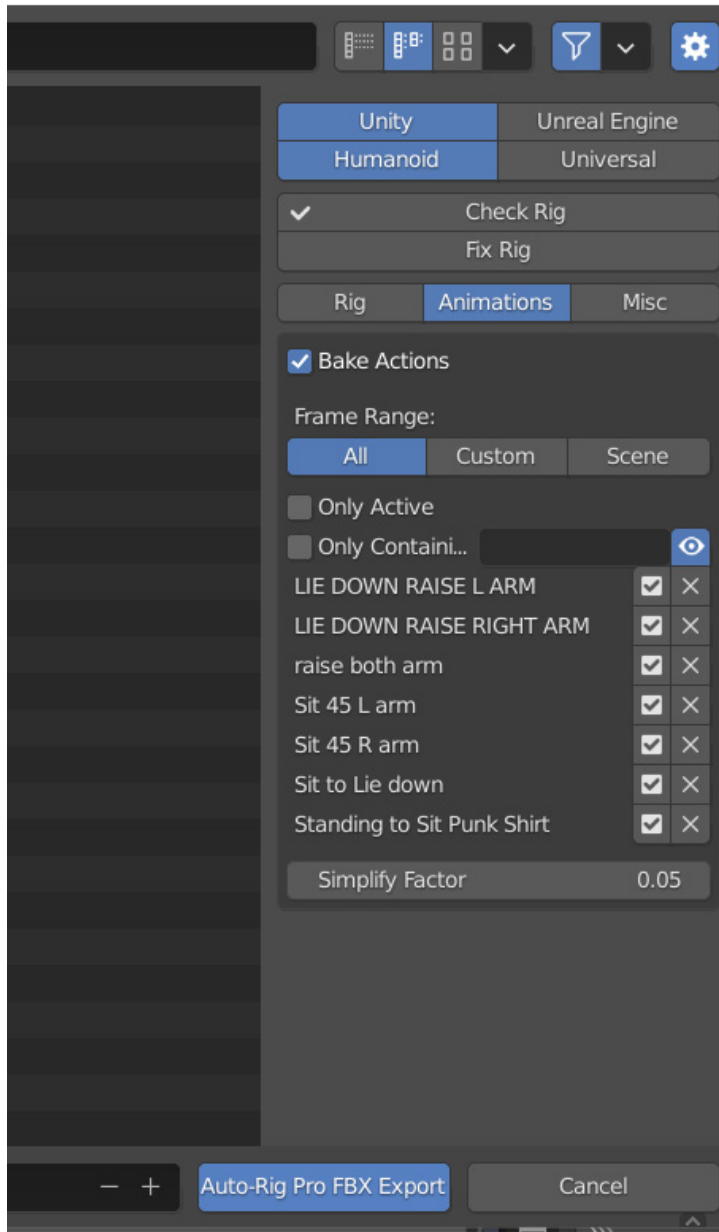 Unity Unreal Engine
Humanoid Universal
Check Rig
Fix Rig
Rig Animations Misc
Bake Actions
Frame Range:
All Custom Scene
Only Active
Only Containi...
LIE DOWN RAISE L ARM
LIE DOWN RAISE RIGHT ARM
raise both arm
Sit 45 L arm
Sit 45 R arm
Sit to Lie down
Standing to Sit Punk Shirt
Simplify Factor 0.05
Auto-Rig Pro FBX Export Cancel